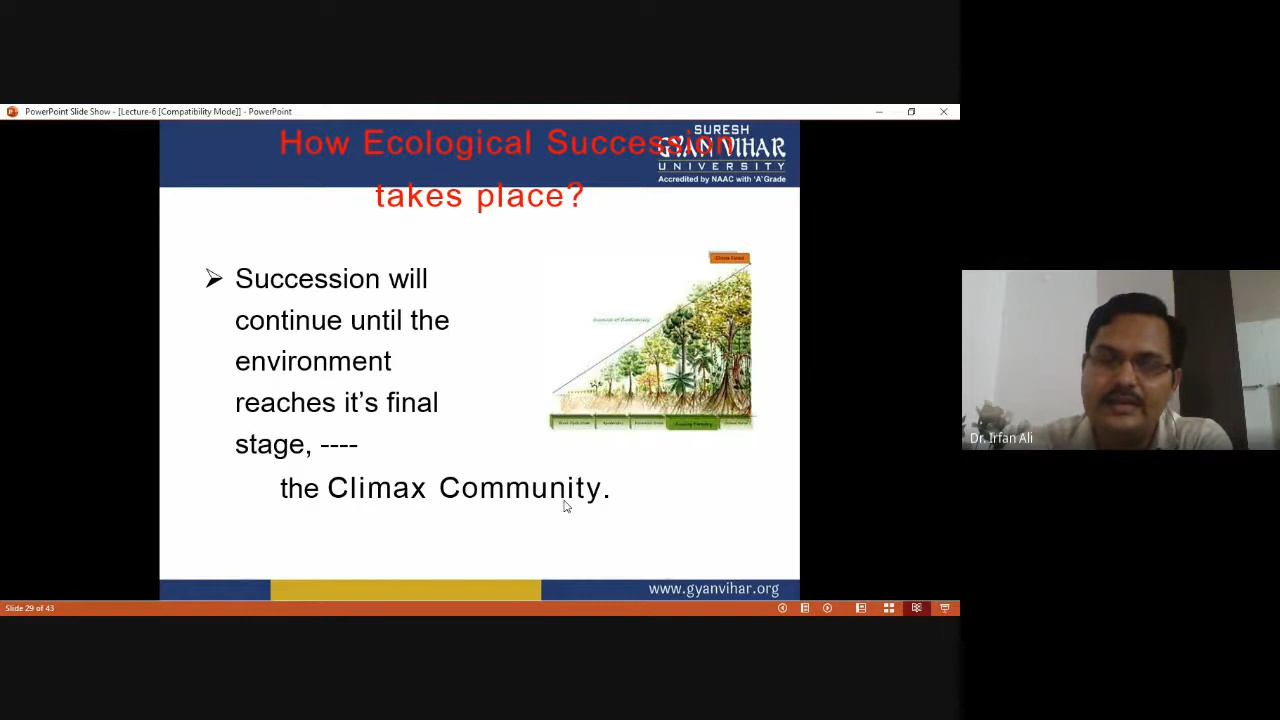 PowerPoint Slide Show - [Lecture-6 [Compatibility Mode]] - PowerPoint
How Ecological Succession
takes place?
SURESH
GYAN VIHAR
UNIVERSITY
Accredited by NAAC with 'A' Grade
Succession will
continue until the
environment
reaches it's final
stage, ----
the Climax Community.
www.gyanvihar.org
Slide 29 of 43
Dr. Irfan Ali